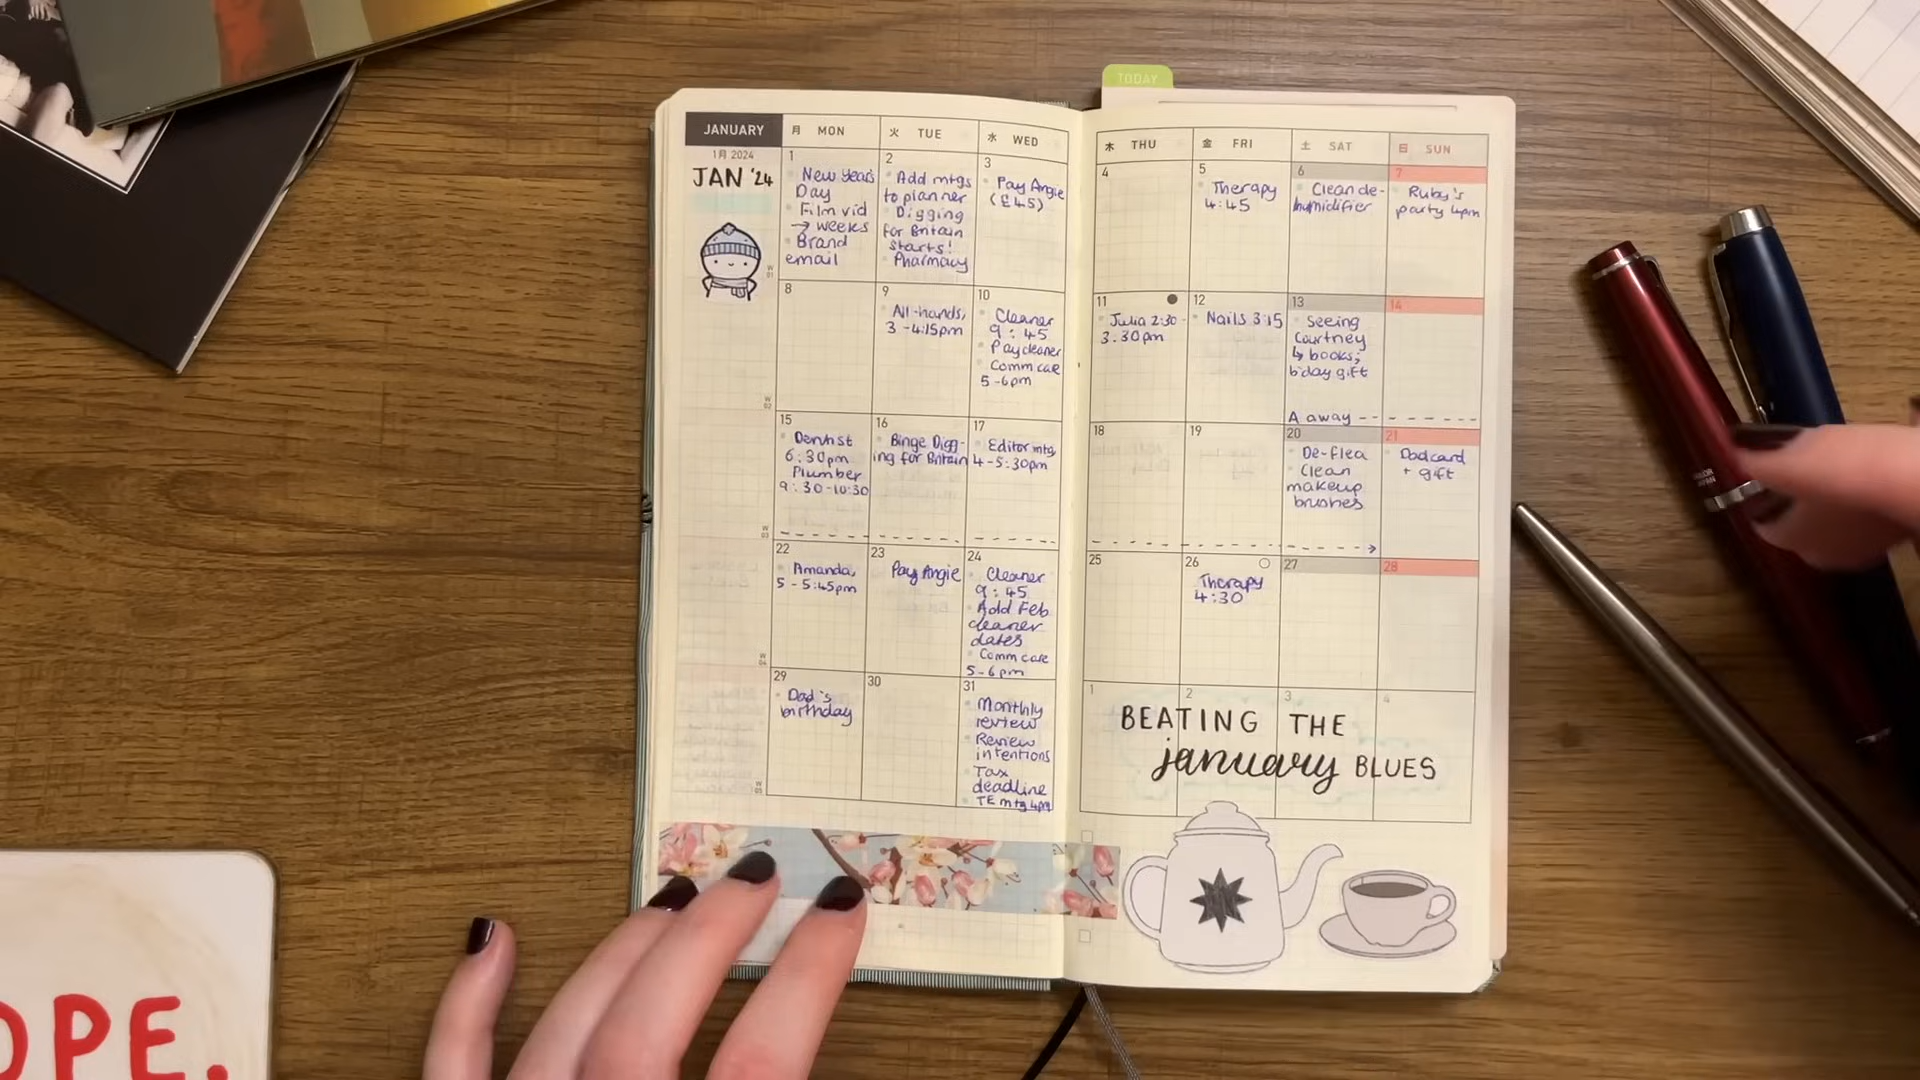 TODAY
JANUARY
月 MON
火 TUE
水 WED
木 THU
金 FRI
土 SAT
日 SUN
1月 2024
JAN '24
1
New Year's
Day
Film vid
→ weeks
Brand
email
2
Add mtgs
to planner
Digging
for Britain
starts!
Pharmacy
3
Pay Angie
(£45)
4
5
Therapy
4:45
6
Clean de-
humidifier
7
Ruby's
party 4pm
W
01
8
9
All-hands,
3-4:15pm
10
Cleaner
9:45
Pay cleaner
Comm care
5-6pm
11
Julia 2:30-
3.30pm
12
Nails 3:15
13
Seeing
Courtney
↳ books;
b'day gift
A away
14
W
02
15
Dentist
6:30pm
Plumber
9:30-10:30
16
Binge Digg-
ing for Britain
17
Editor mtg
4-5:30pm
18
19
20
De-flea
Clean
makeup
brushes
21
Dad card
+ gift
W
03
22
Amanda,
5-5:45pm
23
Pay Angie
24
Cleaner
9:45
Add Feb
cleaner
dates
Comm care
5-6pm
25
26
Therapy
4:30
27
28
W
04
29
Dad's
birthday
30
31
Monthly
review
Review
intentions
Tax
deadline
TE mtg 4pm
1
2
3
4
W
05
BEATING THE
january BLUES
OPE.